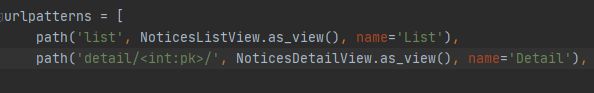 urlpatterns = [
    path('list', NoticesListView.as_view(), name='List'),
    path('detail/<int:pk>/', NoticesDetailView.as_view(), name='Detail'),